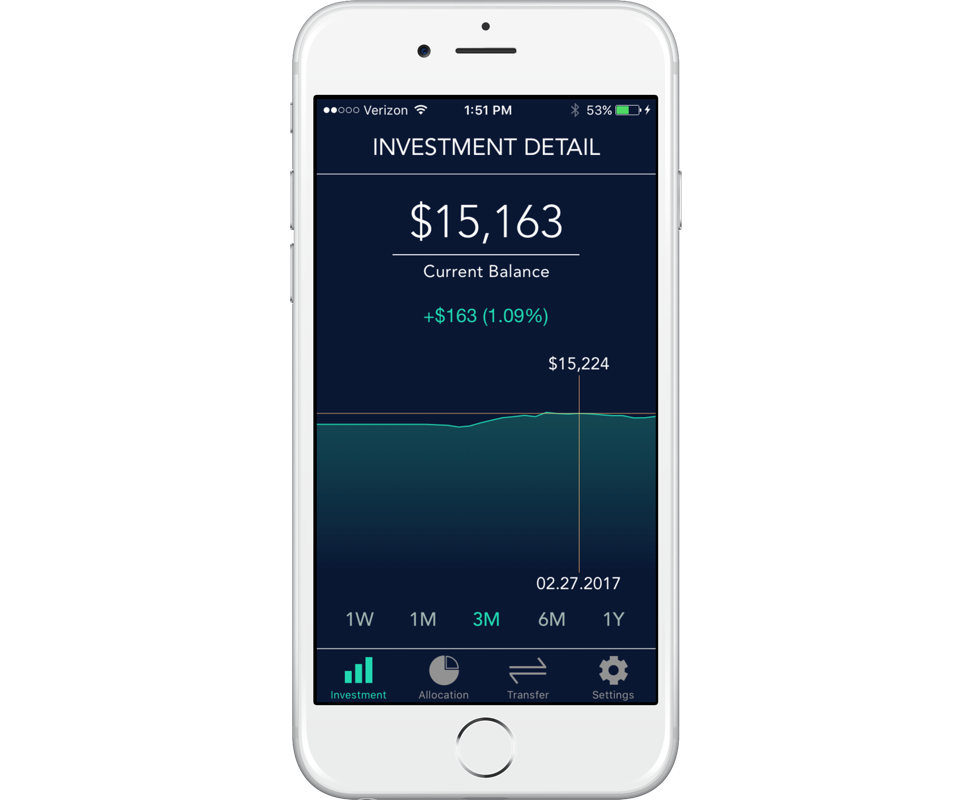 Verizon 1:51 PM 53%
INVESTMENT DETAIL
$15,163
Current Balance
+$163 (1.09%)
$15,224
02.27.2017
1W 1M 3M 6M 1Y
Investment Allocation Transfer Settings